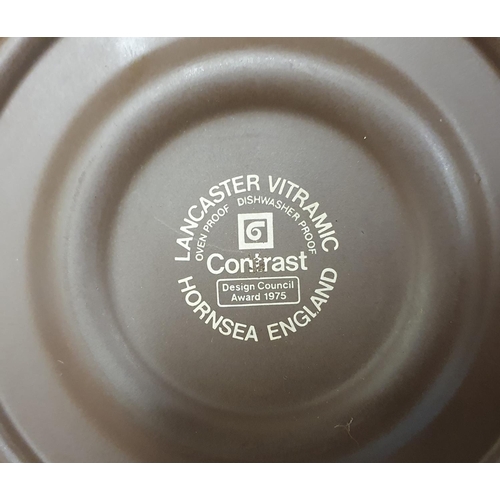 LANCASTER VITRAMIC
OVEN PROOF DISHWASHER PROOF
Contrast
Design Council
Award 1975
HORNSEA ENGLAND